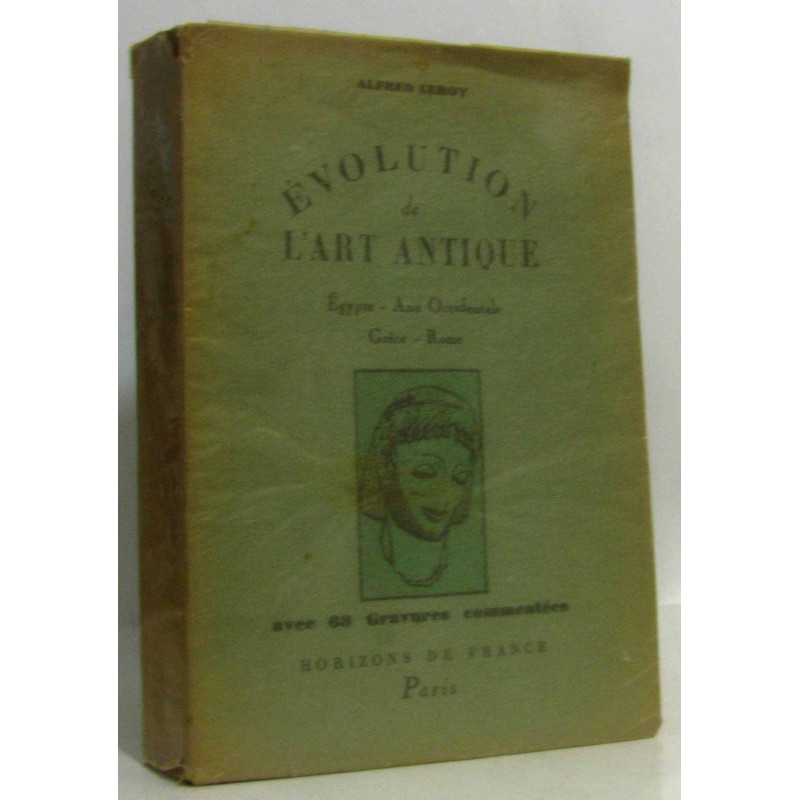 ALFRED LEROY
ÉVOLUTION
de
L'ART ANTIQUE
Égypte - Asie Occidentale
Grèce - Rome
avec 68 Gravures commentées
HORIZONS DE FRANCE
Paris